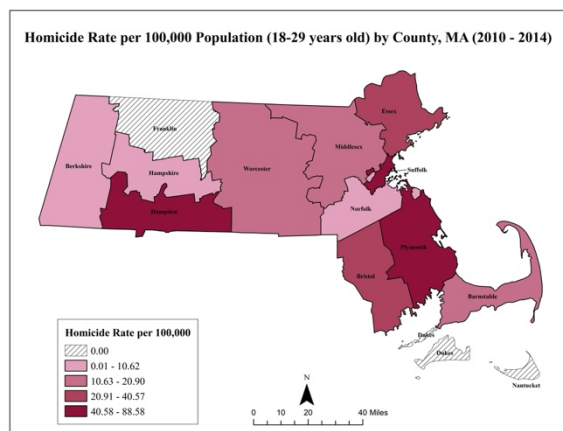 Homicide Rate per 100,000 Population (18-29 years old) by County, MA (2010 - 2014)
Essex
Franklin
Middlesex
Berkshire
Hampshire
Worcester
Suffolk
Norfolk
Hampden
Plymouth
Bristol
Barnstable
Dukes
Dukes
Nantucket
Homicide Rate per 100,000
0.00
0.01 - 10.62
10.63 - 20.90
20.91 - 40.57
40.58 - 88.58
N
0 10 20 40 Miles